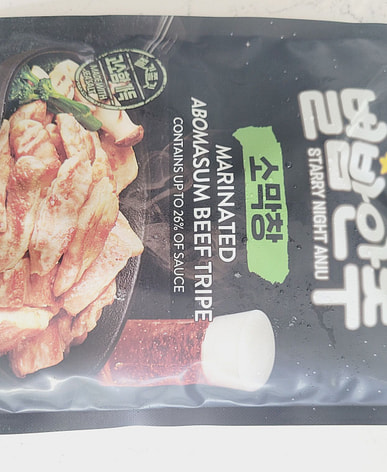 별밤안주
STARRY NIGHT ANJU
소막창
MARINATED
ABOMASUM BEEF TRIPE
CONTAINS UP TO 26% OF SAUCE